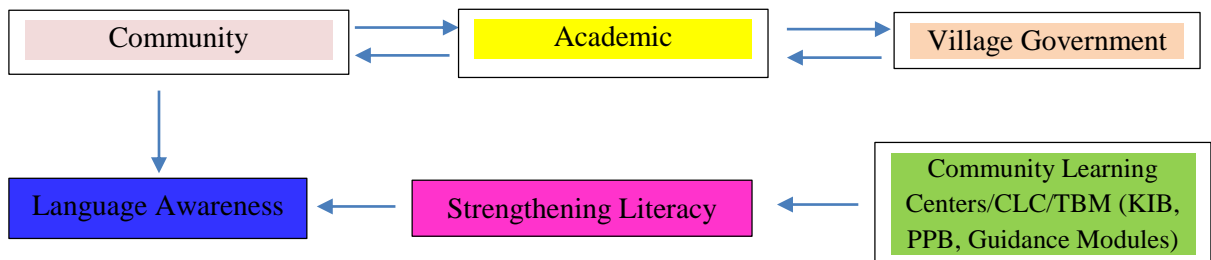 Community
Academic
Village Government
Language Awareness
Strengthening Literacy
Community Learning
Centers/CLC/TBM (KIB,
PPB, Guidance Modules)